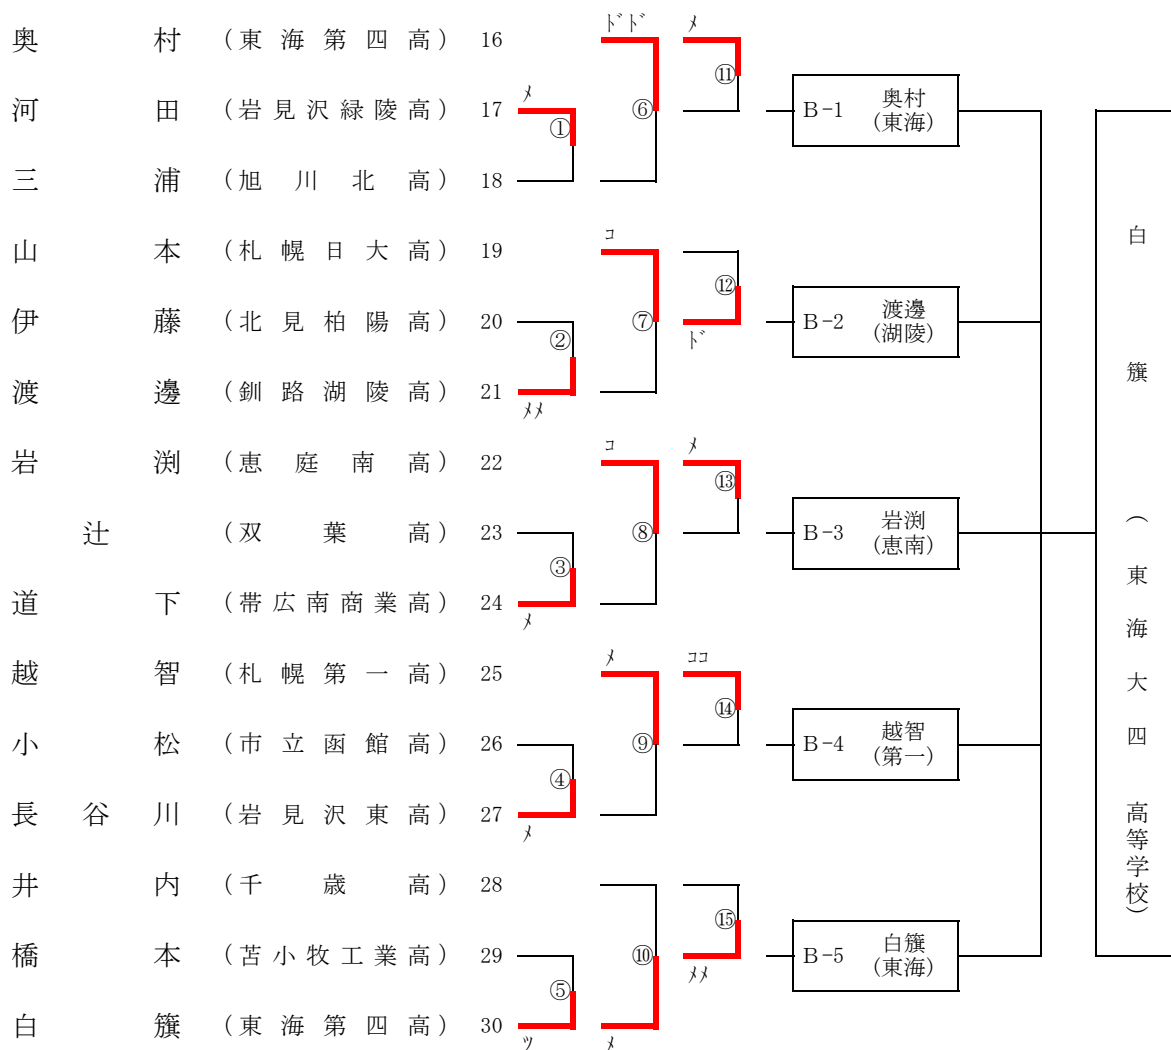 奥村 (東海第四高) 16
河田 (岩見沢緑陵高) 17
三浦 (旭川北高) 18
山本 (札幌日大高) 19
伊藤 (北見柏陽高) 20
渡邊 (釧路湖陵高) 21
岩渕 (恵庭南高) 22
辻 (双葉高) 23
道下 (帯広南商業高) 24
越智 (札幌第一高) 25
小松 (市立函館高) 26
長谷川 (岩見沢東高) 27
井内 (千歳高) 28
橋本 (苫小牧工業高) 29
白簱 (東海第四高) 30
ﾒ
①
②
ﾒﾒ
③
ﾒ
④
ﾒ
⑤
ﾂ
ﾄﾞﾄﾞ
⑥
ｺ
⑦
ｺ
⑧
ﾒ
⑨
⑩
ﾒ
ﾒ
⑪
⑫
ﾄﾞ
ﾒ
⑬
ｺｺ
⑭
⑮
ﾒﾒ
B-1 奥村
(東海)
B-2 渡邊
(湖陵)
B-3 岩渕
(恵南)
B-4 越智
(第一)
B-5 白簱
(東海)
白簱(東海大四高等学校)